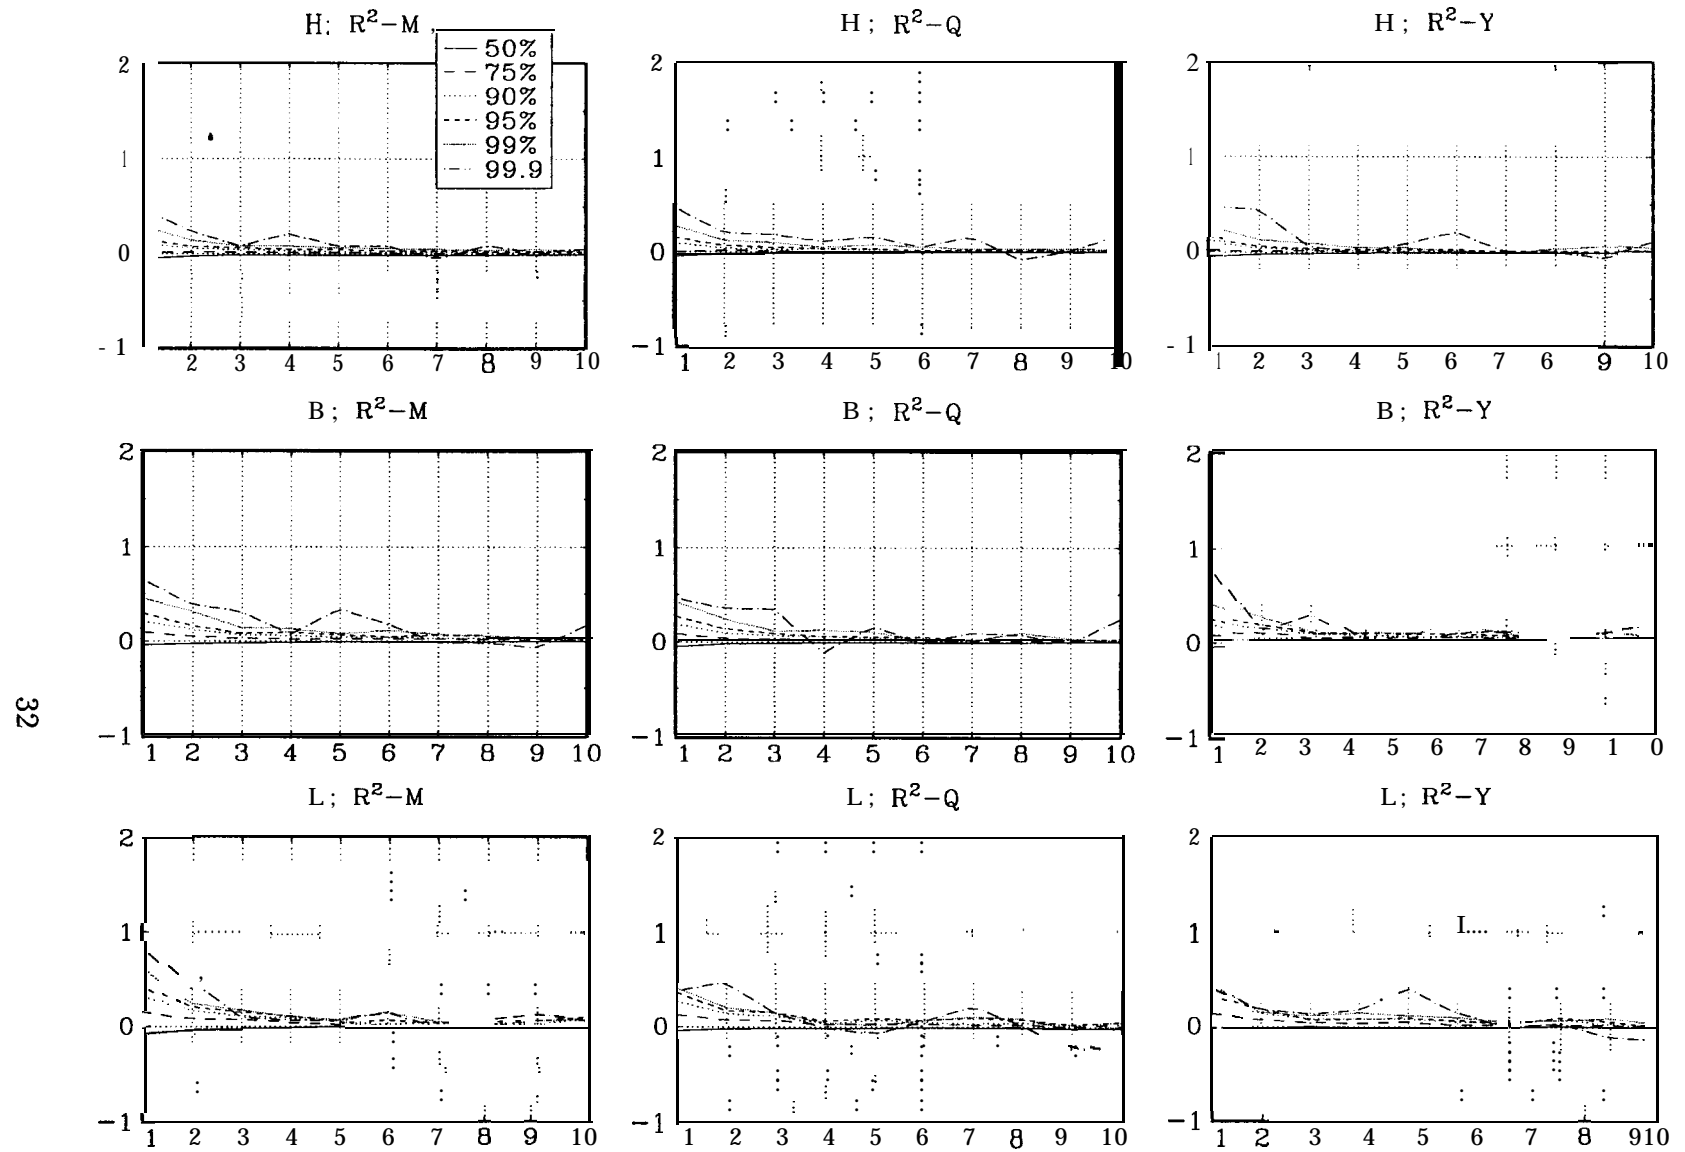 H: R²-M
H; R²-Q
H; R²-Y
50%
75%
90%
95%
99%
99.9
2
1
0
-1
2 3 4 5 6 7 8 9 10
2
1
0
-1
1 2 3 4 5 6 7 8 9 10
2
1
0
-1
1 2 3 4 5 6 7 6 9 10
B; R²-M
B; R²-Q
B; R²-Y
2
1
0
-1
1 2 3 4 5 6 7 8 9 10
2
1
0
-1
1 2 3 4 5 6 7 8 9 10
2
1
0
-1
1 2 3 4 5 6 7 8 9 1 0
32
L; R²-M
L; R²-Q
L; R²-Y
2
1
0
-1
1 2 3 4 5 6 7 8 9 10
2
1
0
-1
1 2 3 4 5 6 7 8 9 10
2
1
0
-1
I....
1 2 3 4 5 6 7 8 9 10